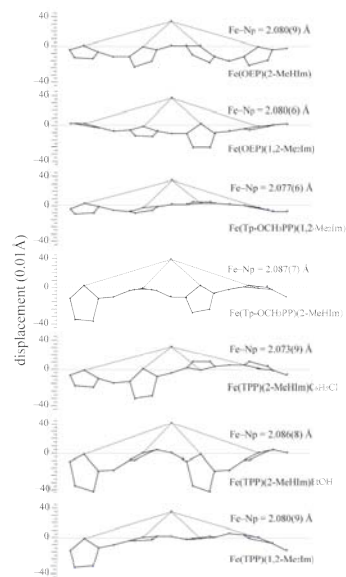 40
Fe–Np = 2.080(9) Å
0
Fe(OEP)(2-MeHIm)
-40
40
Fe–Np = 2.080(6) Å
0
Fe(OEP)(1,2-Me₂Im)
-40
40
Fe–Np = 2.077(6) Å
0
Fe(Tp-OCH₃PP)(1,2-Me₂Im)
-40
displacement (0.01Å)
40
Fe–Np = 2.087(7) Å
0
Fe(Tp-OCH₃PP)(2-MeHIm)
-40
40
Fe–Np = 2.073(9) Å
0
Fe(TPP)(2-MeHIm)
-40
40
Fe–Np = 2.086(8) Å
0
Fe(TPP)(2-MeHIm)EtOH
-40
40
Fe–Np = 2.080(9) Å
0
Fe(TPP)(1,2-Me₂Im)
-40